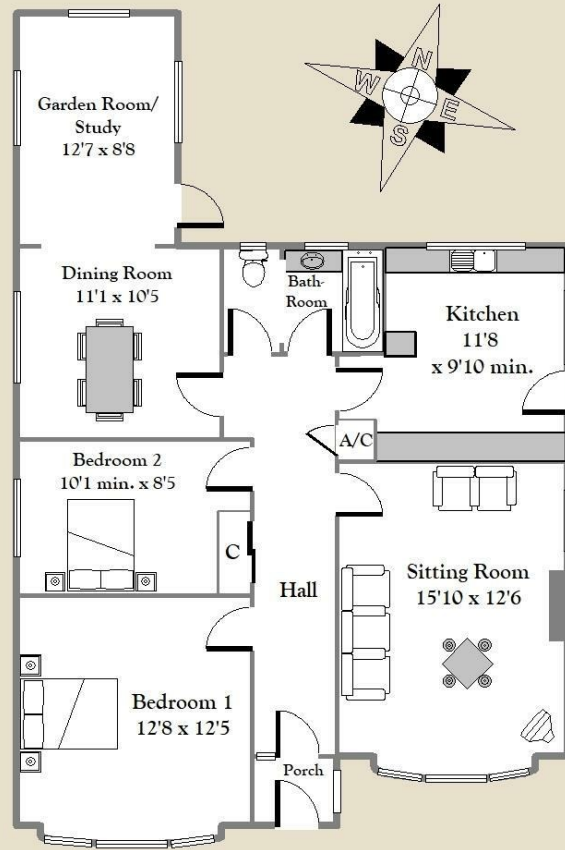 Garden Room/
Study
12'7 x 8'8
N
W
E
S
Dining Room
11'1 x 10'5
Bath-
Room
Kitchen
11'8
x 9'10 min.
A/C
Bedroom 2
10'1 min. x 8'5
C
Hall
Sitting Room
15'10 x 12'6
Bedroom 1
12'8 x 12'5
Porch